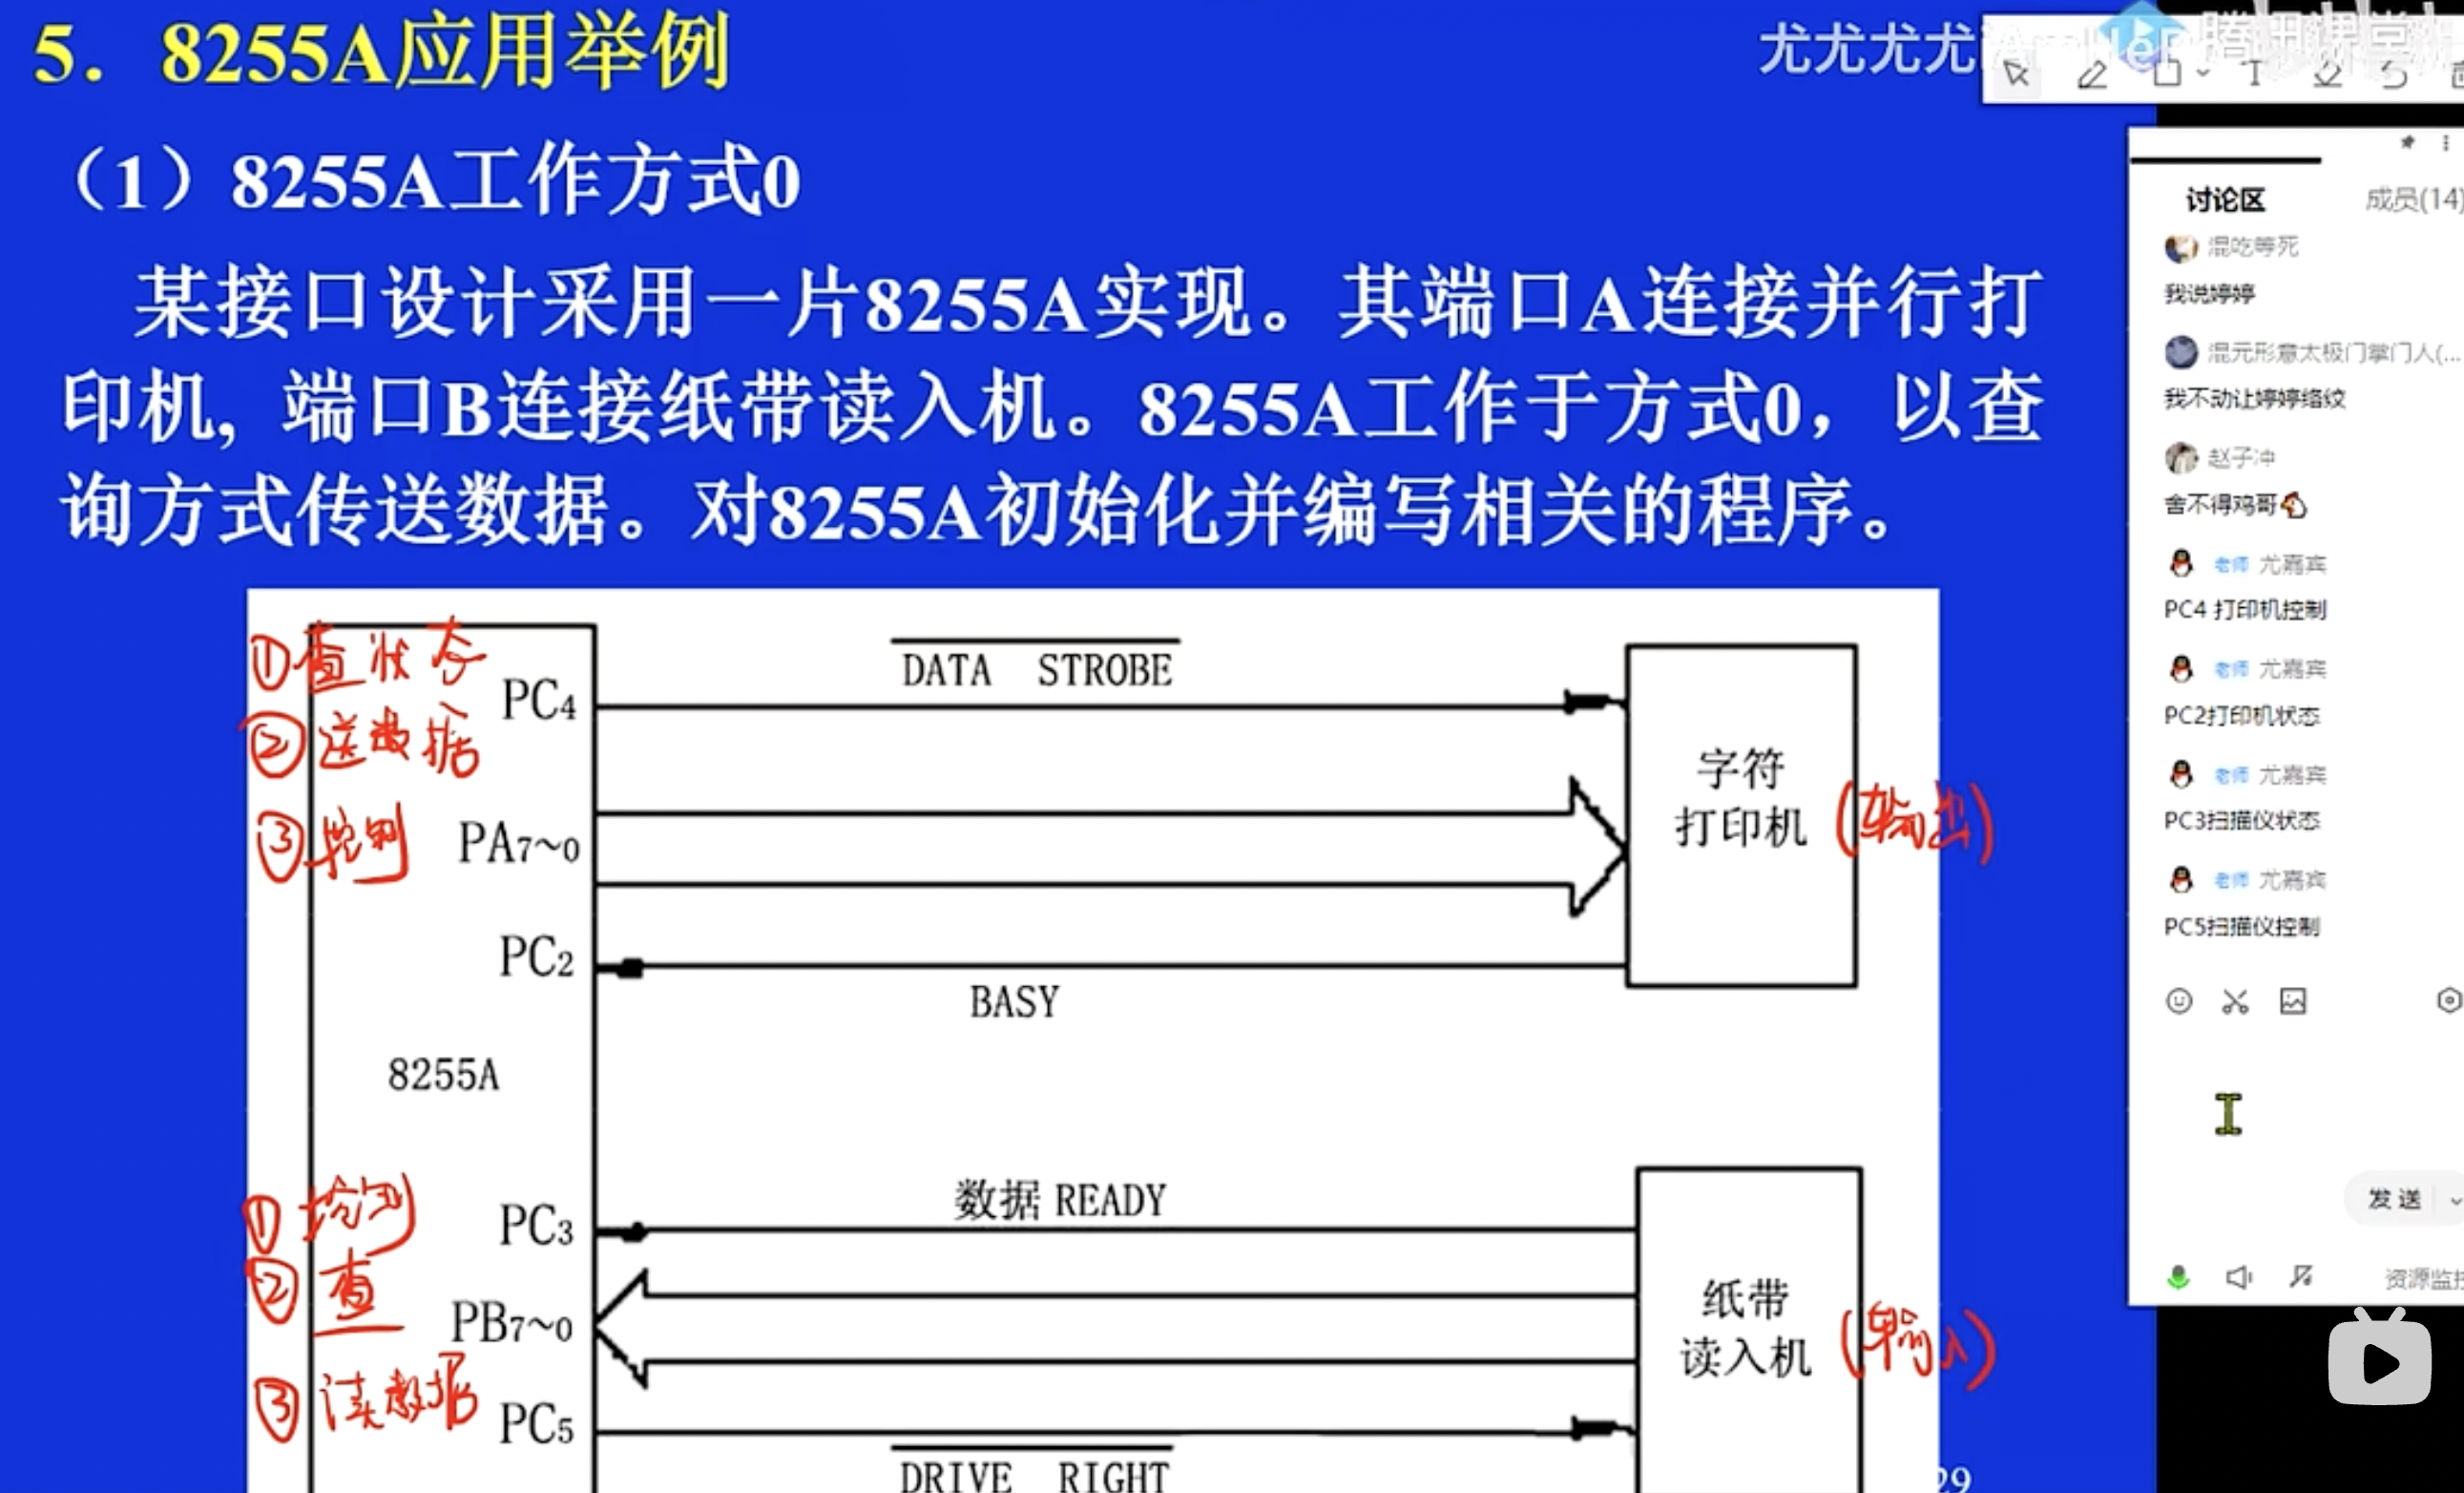 5. 8255A应用举例
尤尤尤尤
腾讯课堂
(1) 8255A工作方式0
某接口设计采用一片8255A实现。其端口A连接并行打
印机, 端口B连接纸带读入机。8255A工作于方式0，以查
询方式传送数据。对8255A初始化并编写相关的程序。
①查状态
②送数据
③控制
PC4
DATA STROBE
PA7~0
字符
打印机
(输出)
PC2
BASY
8255A
①控制
②查
③读数据
PC3
数据 READY
PB7~0
纸带
读入机
(输入)
PC5
DRIVE RIGHT
29
讨论区
成员(14)
混吃等死
我说婷婷
混元形意太极门掌门人(...
我不动让婷婷络纹
赵子冲
舍不得鸡哥
老师 尤嘉宾
PC4 打印机控制
老师 尤嘉宾
PC2打印机状态
老师 尤嘉宾
PC3扫描仪状态
老师 尤嘉宾
PC5扫描仪控制
发送
资源监控